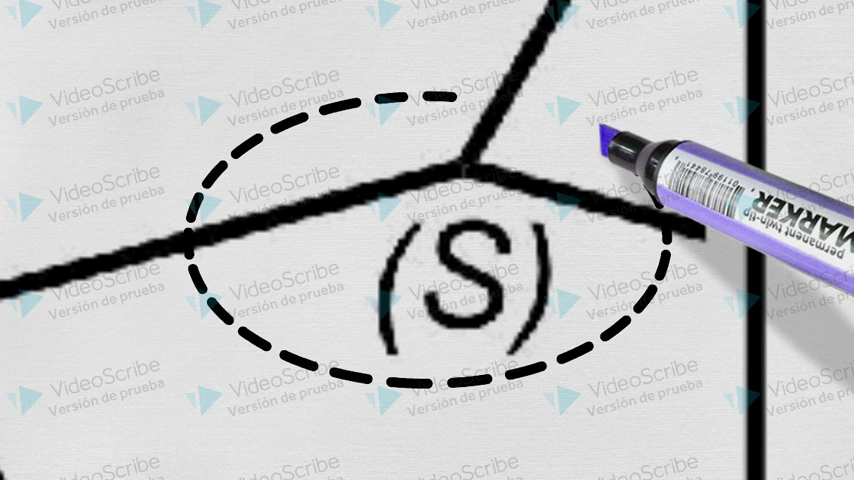 VideoScribe
Versión de prueba
(S)
permanent twin-tip
MARKER